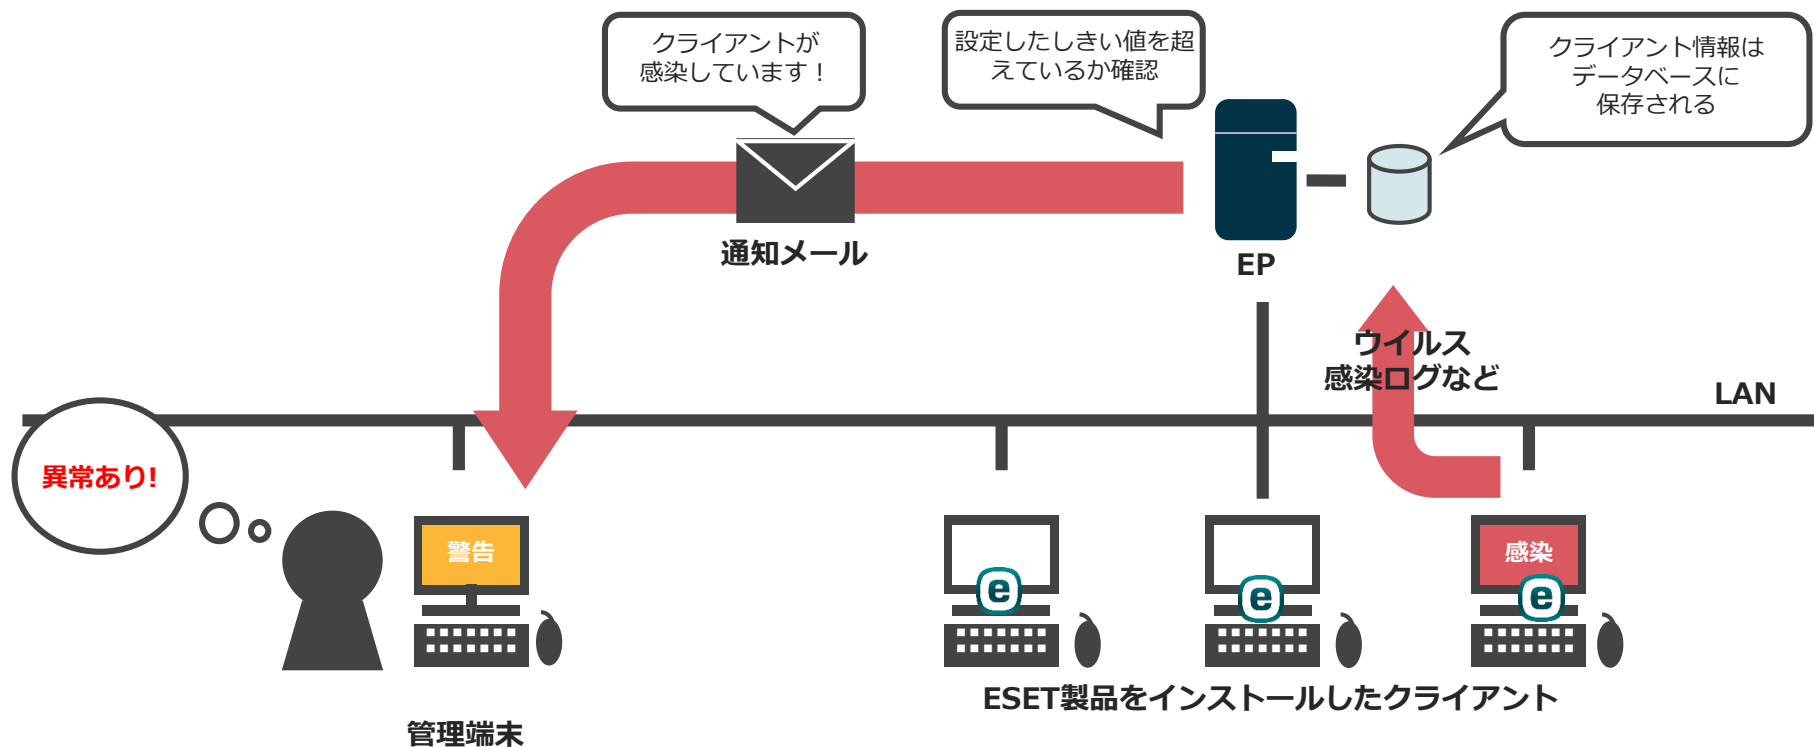 クライアントが
感染しています！
設定したしきい値を超
えているか確認
クライアント情報は
データベースに
保存される
通知メール
EP
ウイルス
感染ログなど
LAN
異常あり!
警告
感染
e
e
e
ESET製品をインストールしたクライアント
管理端末